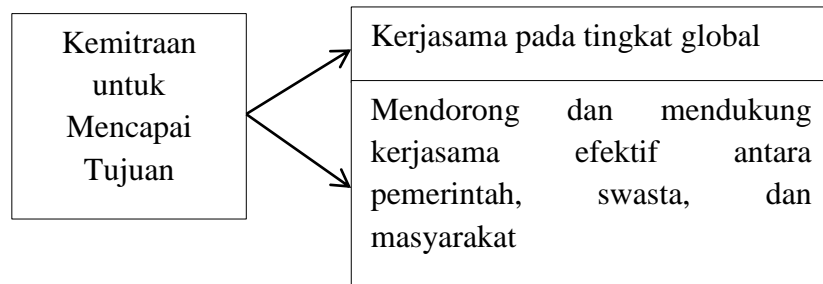 Kemitraan
untuk
Mencapai
Tujuan
Kerjasama pada tingkat global
Mendorong dan mendukung
kerjasama efektif antara
pemerintah, swasta, dan
masyarakat